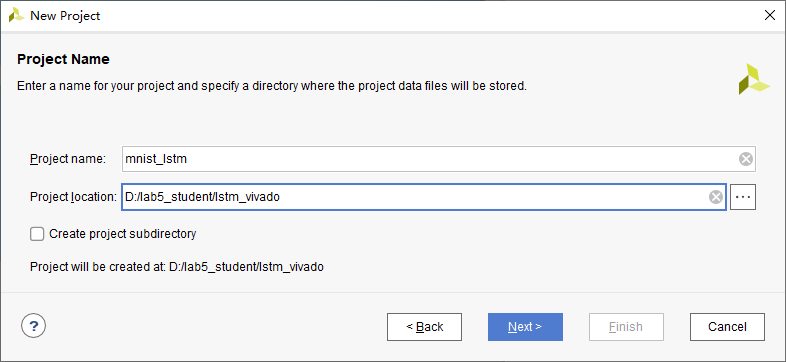 New Project
Project Name
Enter a name for your project and specify a directory where the project data files will be stored.
Project name: mnist_lstm
Project location: D:/lab5_student/lstm_vivado ...
Create project subdirectory
Project will be created at: D:/lab5_student/lstm_vivado
? < Back Next > Finish Cancel